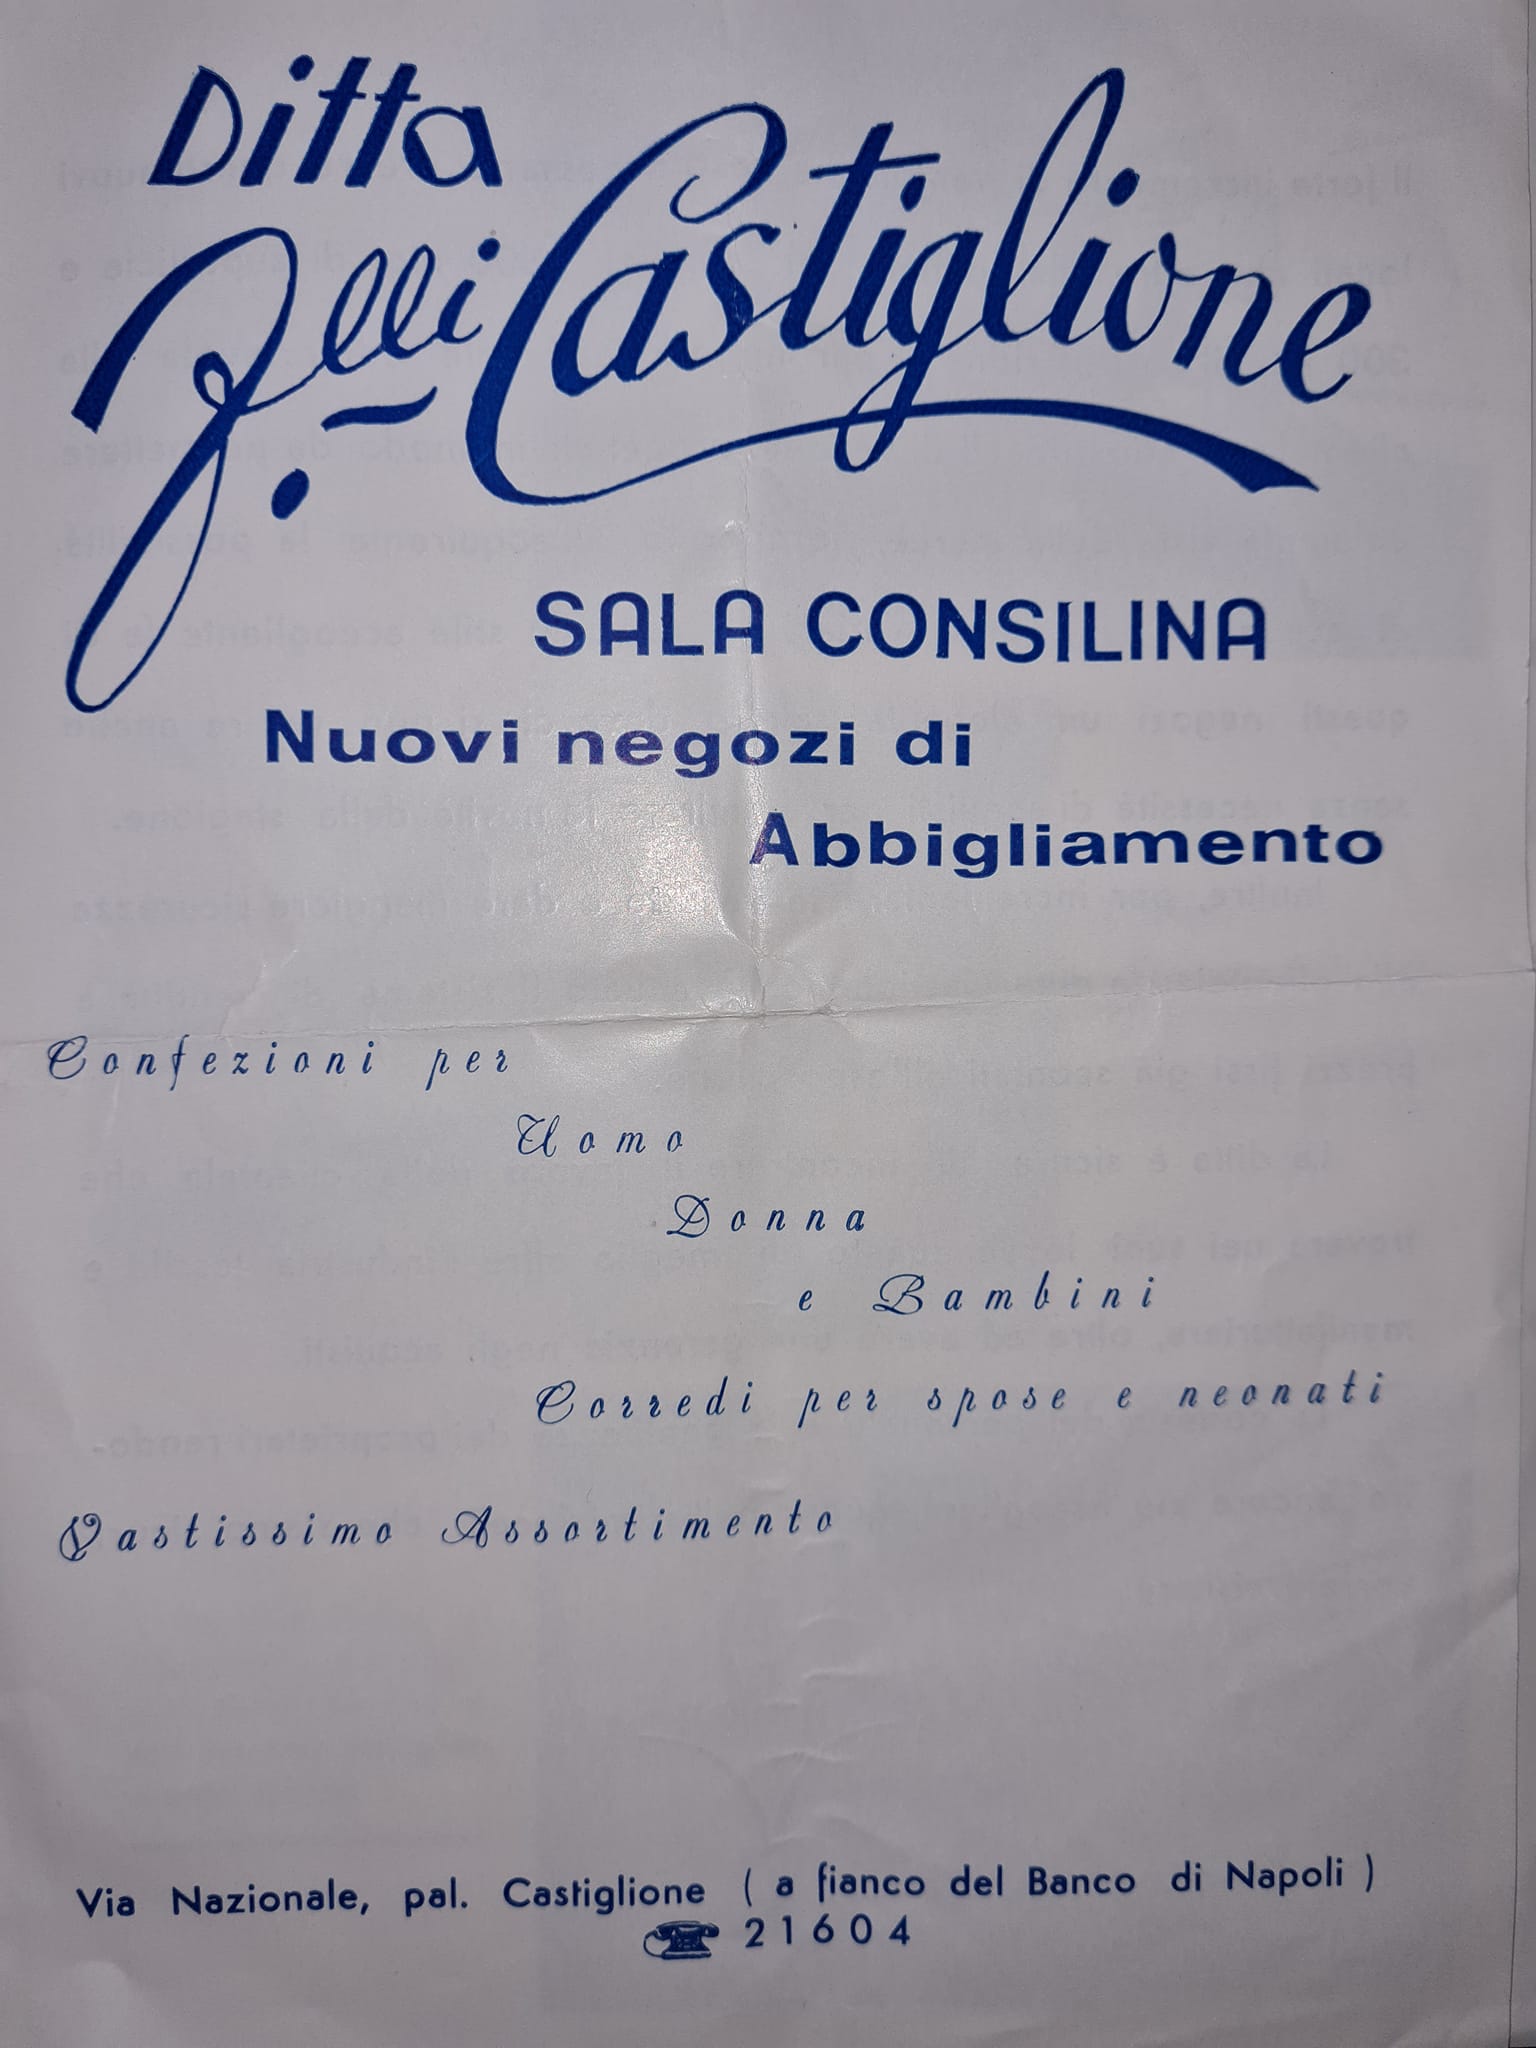 Ditta
F.lli Castiglione
SALA CONSILINA
Nuovi negozi di
Abbigliamento
Confezioni per
Uomo
Donna
e Bambini
Corredi per spose e neonati
Vastissimo Assortimento
Via Nazionale, pal. Castiglione ( a fianco del Banco di Napoli )
21604